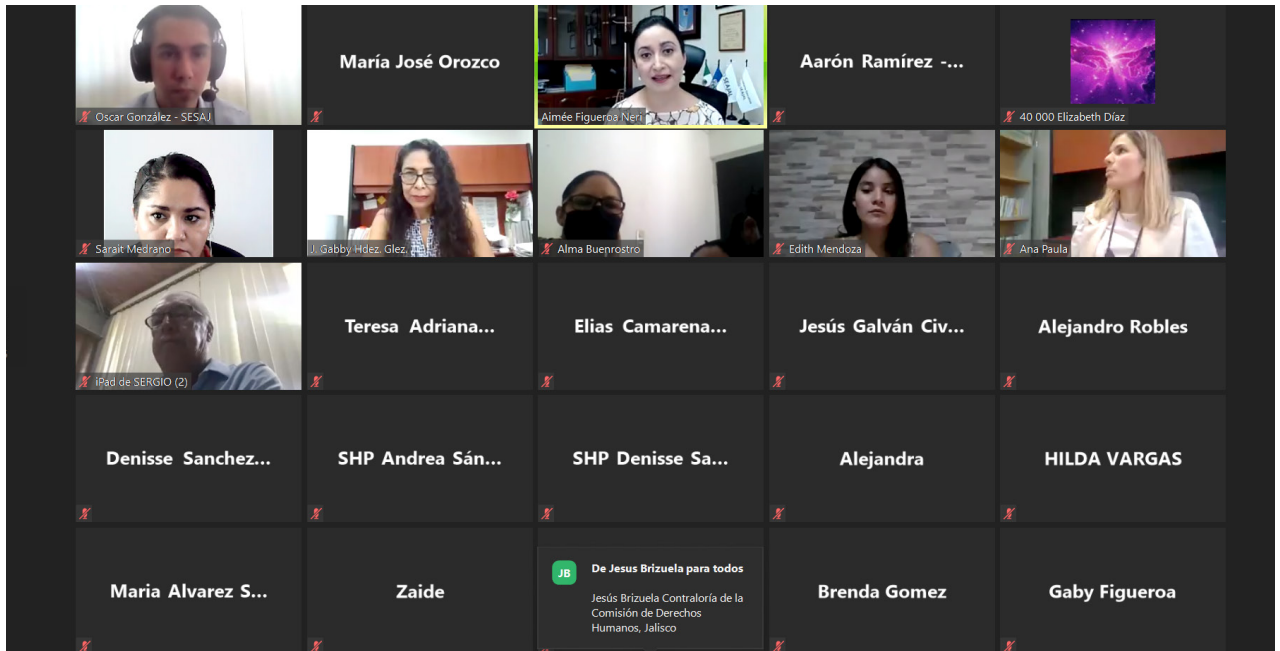 Oscar González - SESAJ
María José Orozco
Aimée Figueroa Neri
Aarón Ramírez -...
40 000 Elizabeth Díaz
Sarait Medrano
J. Gabby Hdez. Glez.
Alma Buenrostro
Edith Mendoza
Ana Paula
iPad de SERGIO (2)
Teresa Adriana...
Elias Camarena...
Jesús Galván Civ...
Alejandro Robles
Denisse Sanchez...
SHP Andrea Sán...
SHP Denisse Sa...
Alejandra
HILDA VARGAS
Maria Alvarez S...
Zaide
JB
De Jesus Brizuela para todos
Jesús Brizuela Contraloría de la
Comisión de Derechos
Humanos, Jalisco
Brenda Gomez
Gaby Figueroa